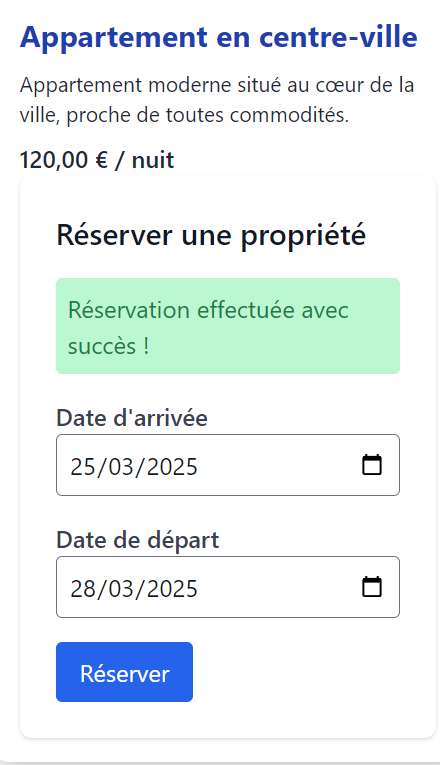 Appartement en centre-ville
Appartement moderne situé au cœur de la
ville, proche de toutes commodités.
120,00 € / nuit
Réserver une propriété
Réservation effectuée avec
succès !
Date d'arrivée
25/03/2025
Date de départ
28/03/2025
Réserver